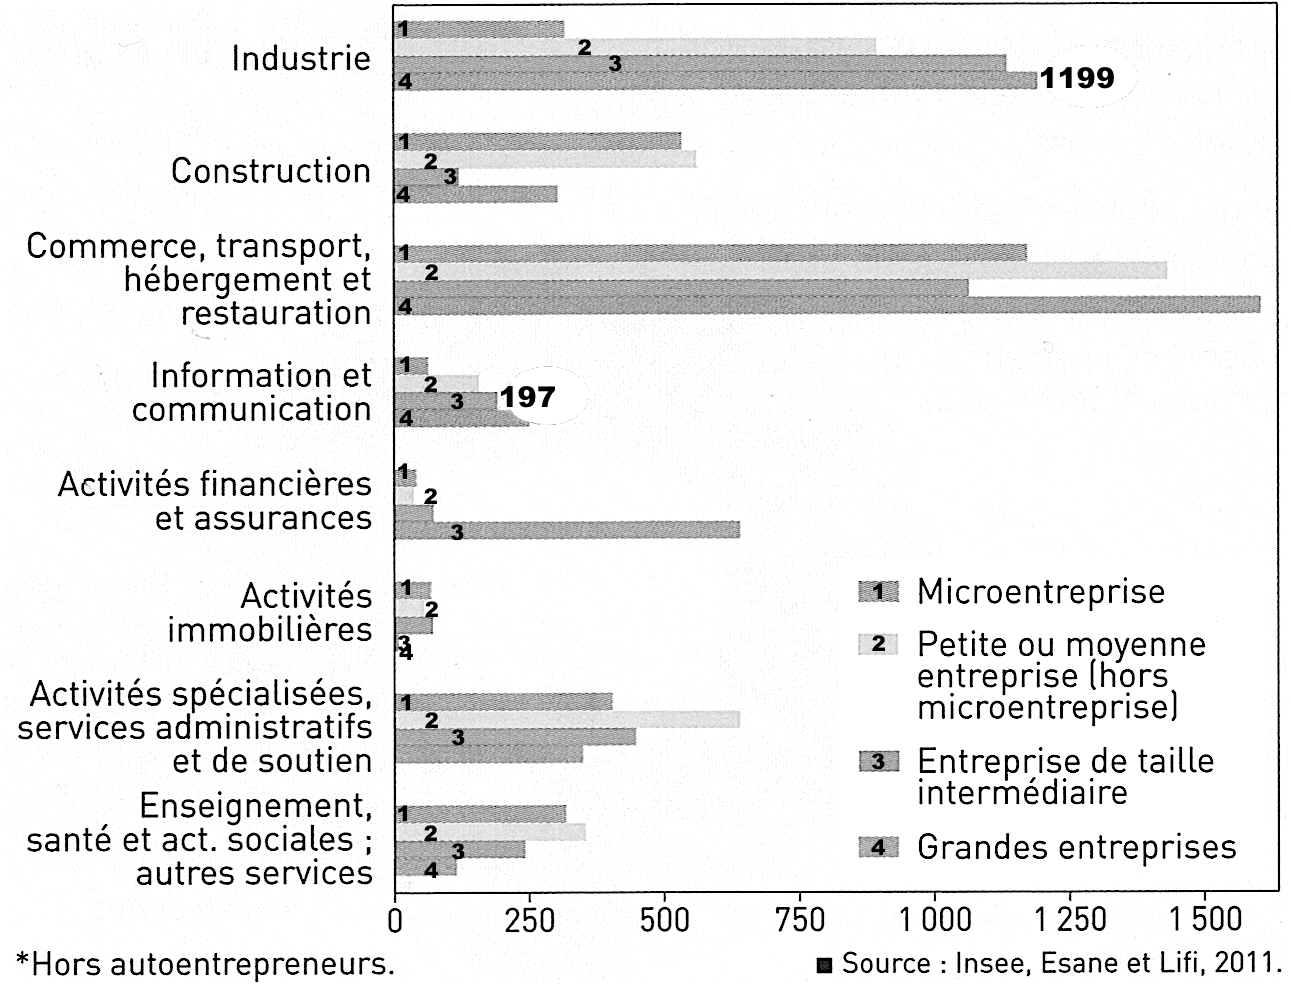 1
Industrie
2
3
4
1199
1
Construction
2
3
4
Commerce, transport,
1
hébergement et
2
restauration
4
Information et
1
communication
2
3
197
4
Activités financières
1
et assurances
2
3
Activités
1
immobilières
2
3
4
Activités spécialisées,
1
services administratifs
2
et de soutien
3
Enseignement,
1
santé et act. sociales ;
2
autres services
3
4
1 Microentreprise
2 Petite ou moyenne
entreprise (hors
microentreprise)
3 Entreprise de taille
intermédiaire
4 Grandes entreprises
0 250 500 750 1 000 1 250 1 500
*Hors autoentrepreneurs.
■ Source : Insee, Esane et Lifi, 2011.